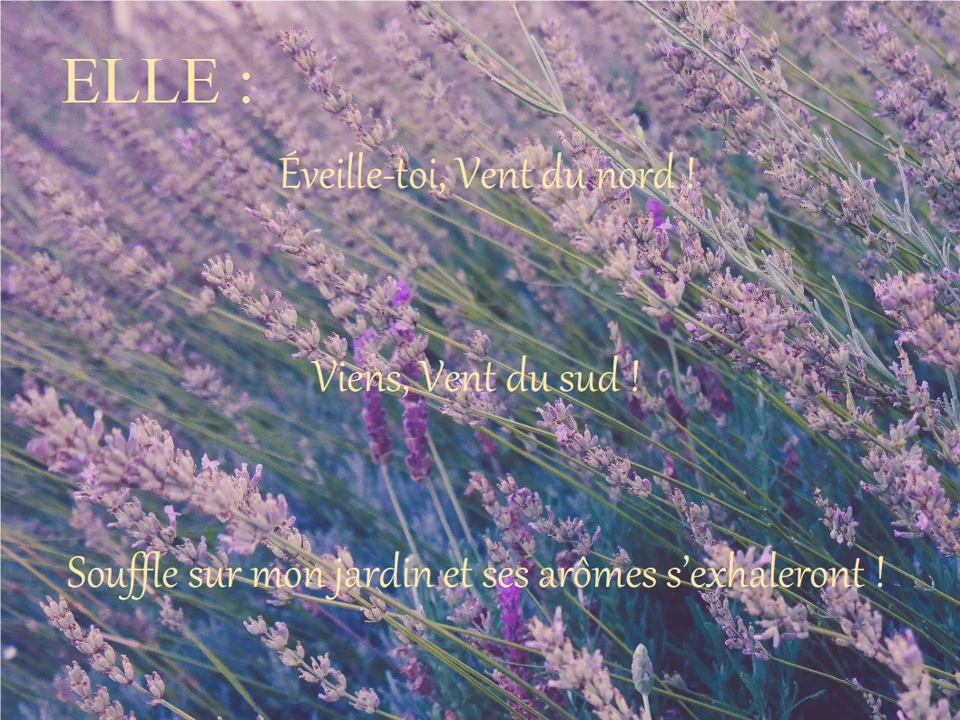 ELLE :
Éveille-toi, Vent du nord !
Viens, Vent du sud !
Souffle sur mon jardin et ses arômes s’exhaleront !